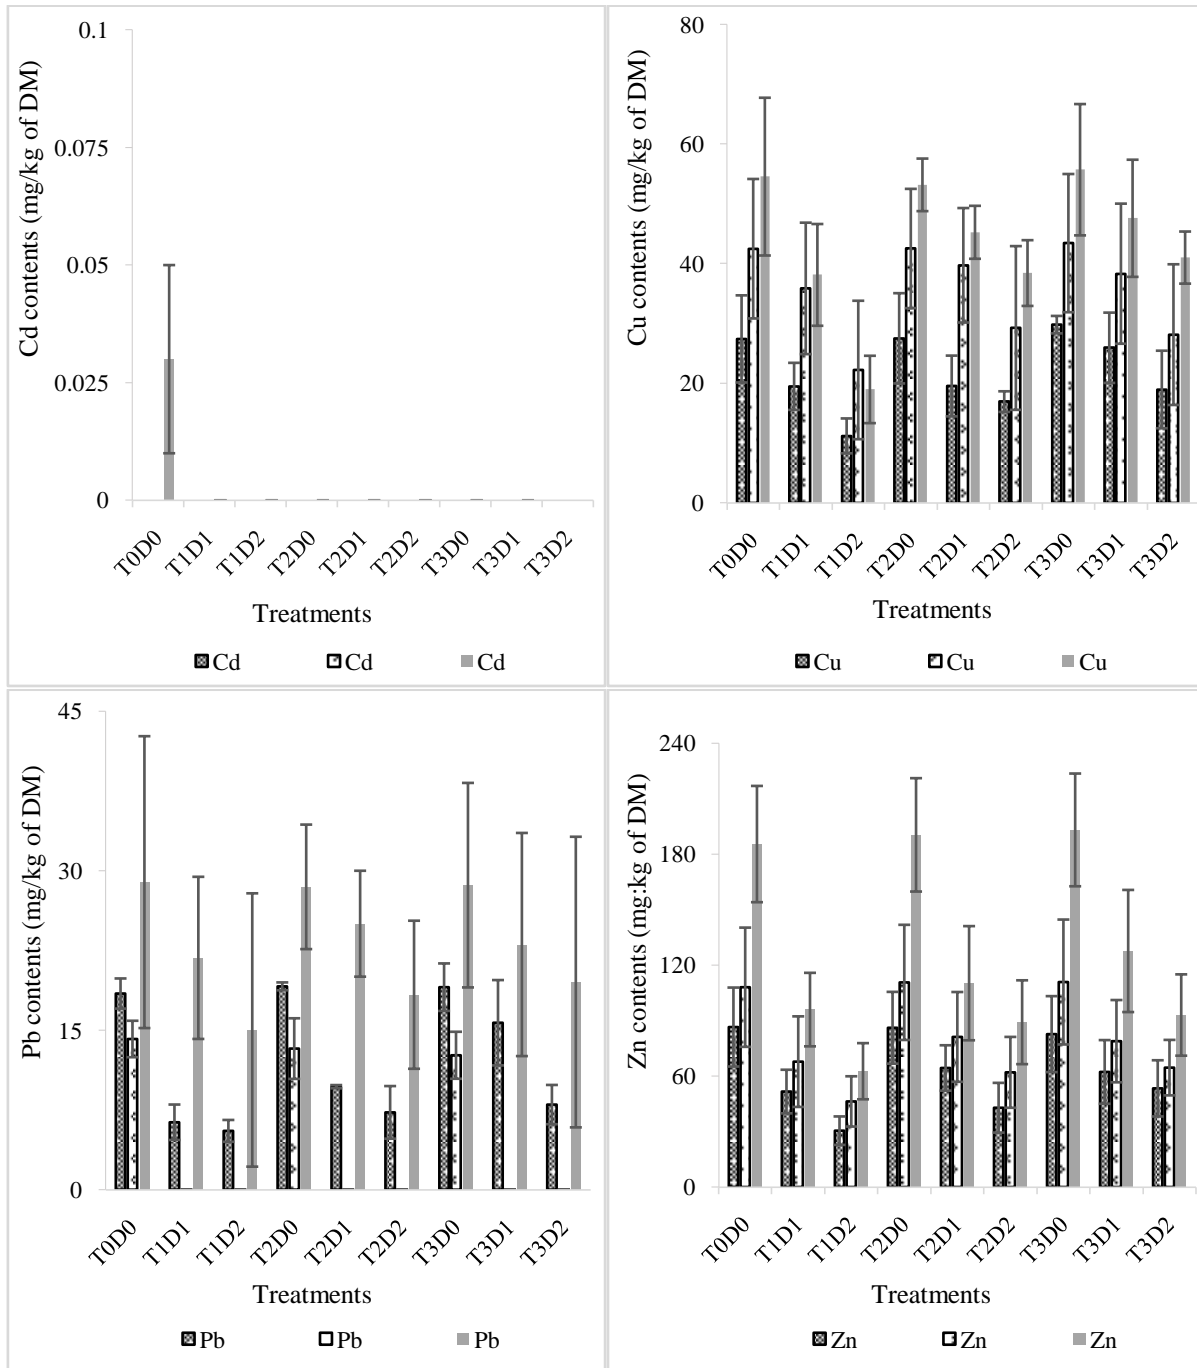 Cd contents (mg/kg of DM)
0.1
0.075
0.05
0.025
0
T0D0 T1D1 T1D2 T2D0 T2D1 T2D2 T3D0 T3D1 T3D2
Treatments
Cd Cd Cd
Cu contents (mg/kg of DM)
80
60
40
20
0
T0D0 T1D1 T1D2 T2D0 T2D1 T2D2 T3D0 T3D1 T3D2
Treatments
Cu Cu Cu
Pb contents (mg/kg of DM)
45
30
15
0
T0D0 T1D1 T1D2 T2D0 T2D1 T2D2 T3D0 T3D1 T3D2
Treatments
Pb Pb Pb
Zn contents (mg:kg of DM)
240
180
120
60
0
T0D0 T1D1 T1D2 T2D0 T2D1 T2D2 T3D0 T3D1 T3D2
Treatments
Zn Zn Zn